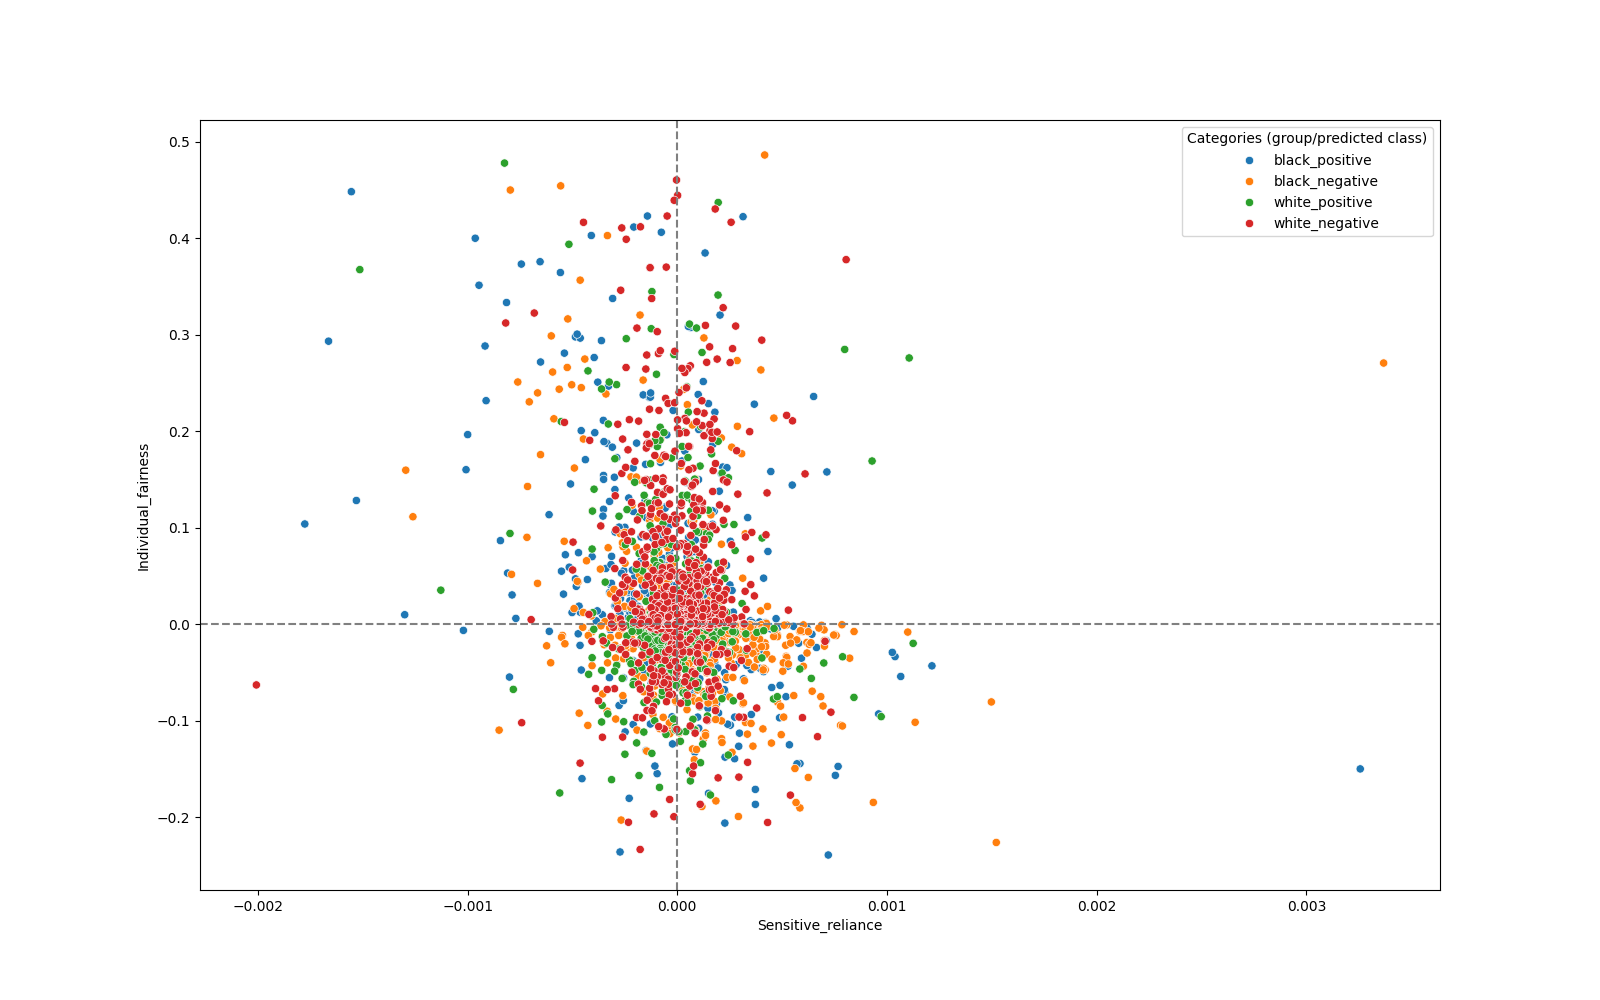 Categories (group/predicted class)
black_positive
black_negative
white_positive
white_negative
0.5
0.4
0.3
0.2
0.1
0.0
−0.1
−0.2
Individual_fairness
−0.002
−0.001
0.000
0.001
0.002
0.003
Sensitive_reliance